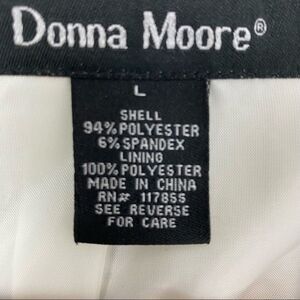 Donna Moore®
L
SHELL
94% POLYESTER
6% SPANDEX
LINING
100% POLYESTER
MADE IN CHINA
RN# 117855
SEE REVERSE
FOR CARE